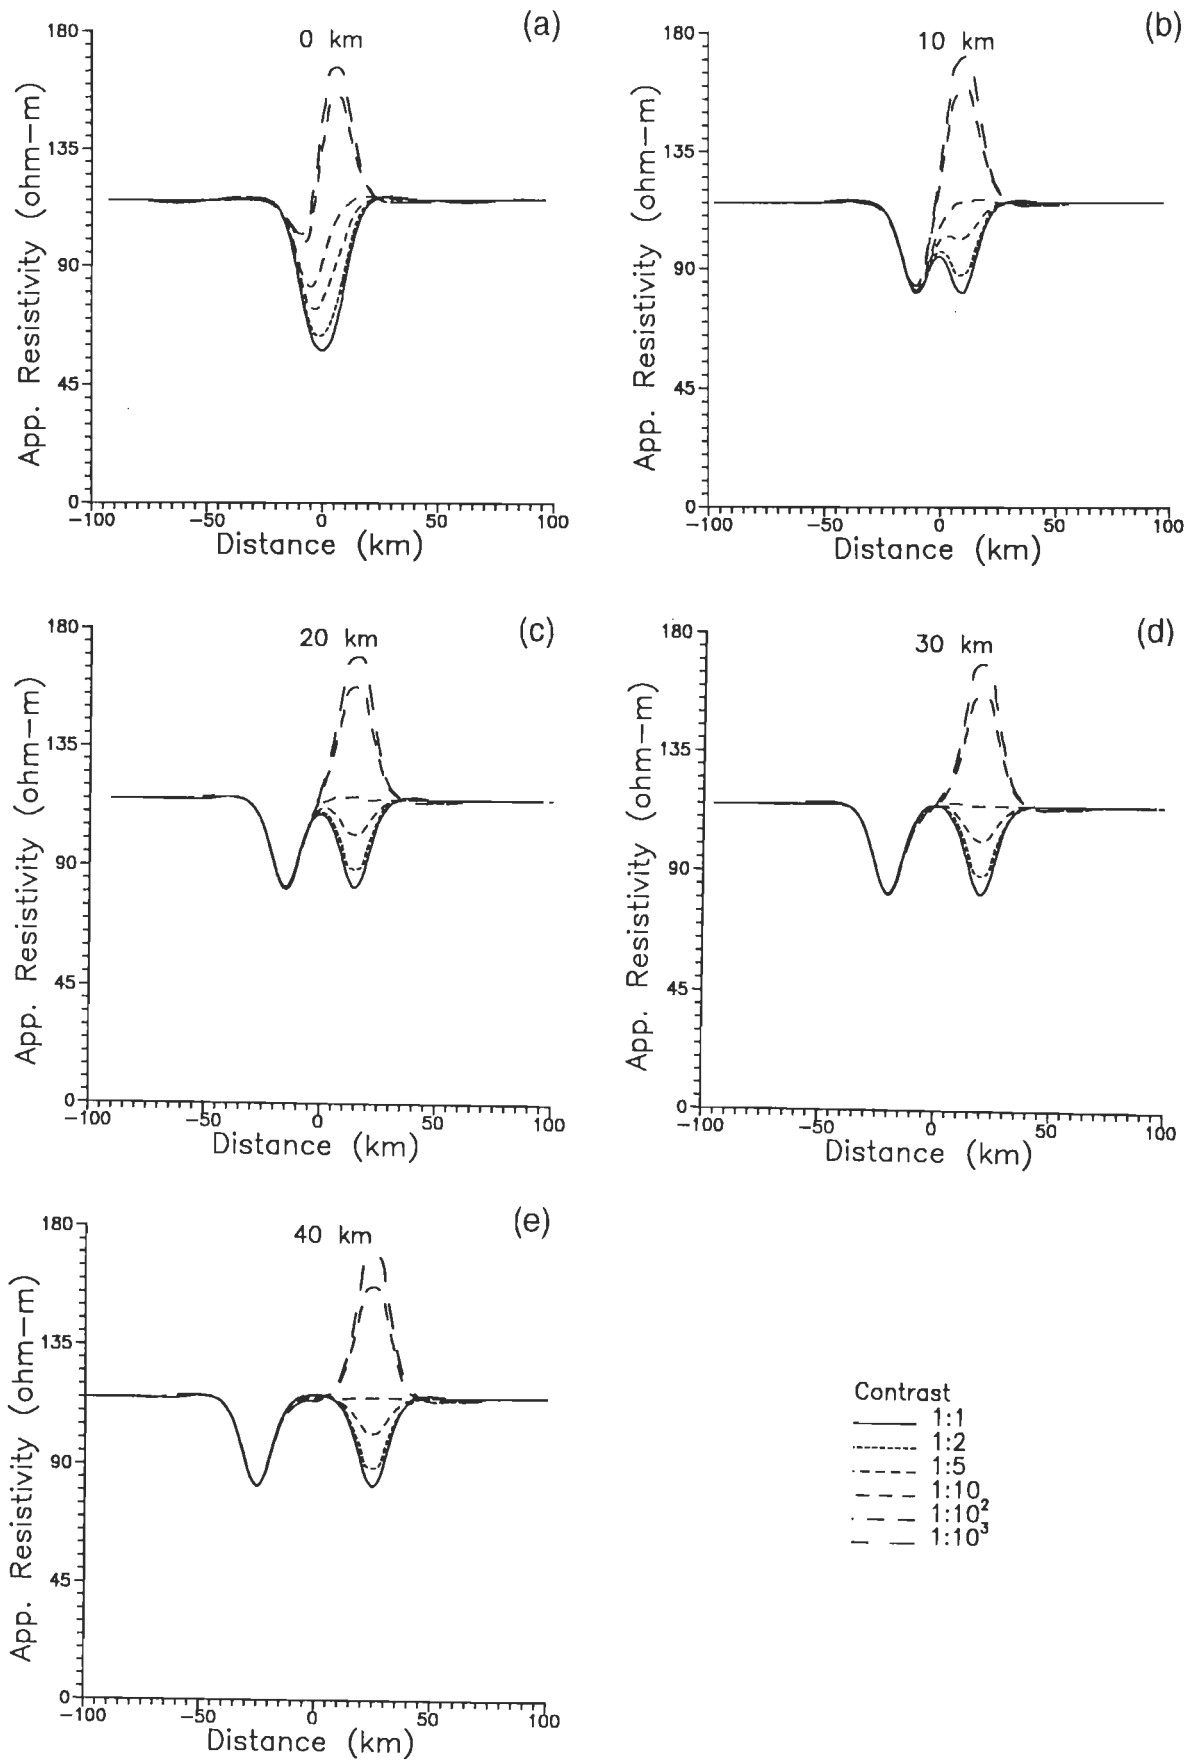 (a)
0 km
180
135
90
45
0
App. Resistivity (ohm-m)
-100 -50 0 50 100
Distance (km)
(b)
10 km
180
135
90
45
0
App. Resistivity (ohm-m)
-100 -50 0 50 100
Distance (km)
(c)
20 km
180
135
90
45
0
App. Resistivity (ohm-m)
-100 -50 0 50 100
Distance (km)
(d)
30 km
180
135
90
45
0
App. Resistivity (ohm-m)
-100 -50 0 50 100
Distance (km)
(e)
40 km
180
135
90
45
0
App. Resistivity (ohm-m)
-100 -50 0 50 100
Distance (km)
Contrast
1:1
1:2
1:5
1:10
1:10²
1:10³